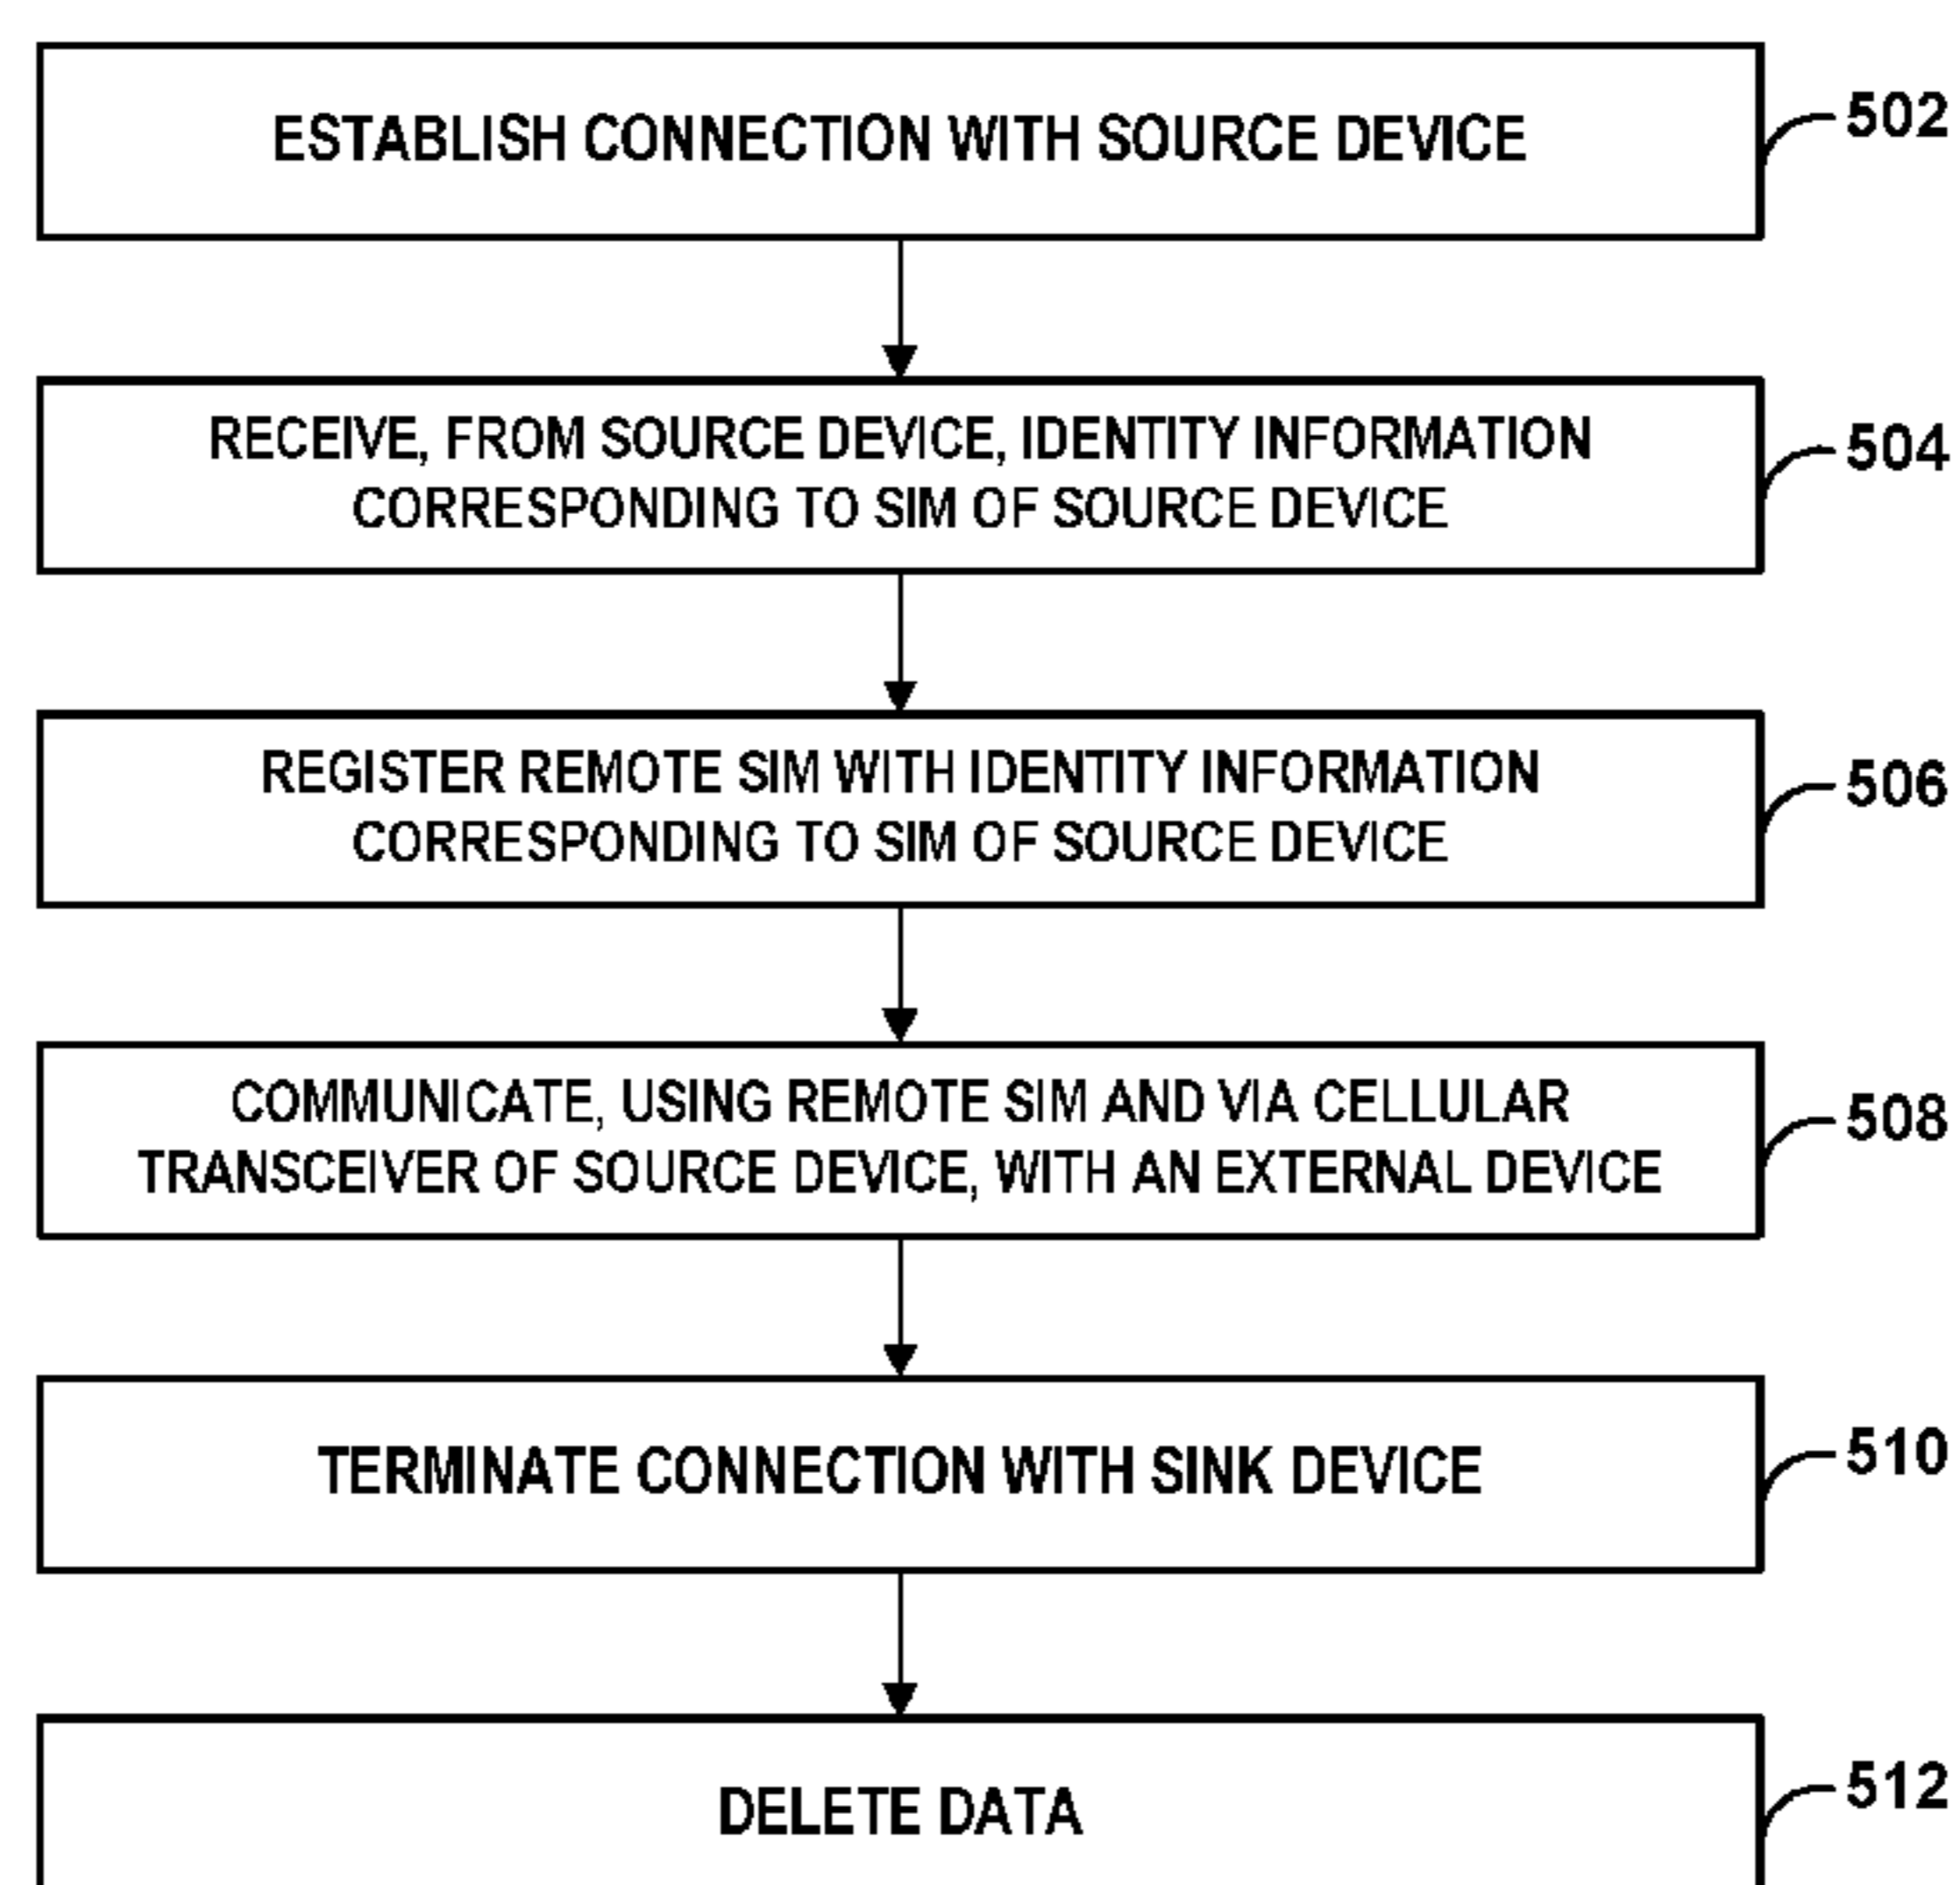 ESTABLISH CONNECTION WITH SOURCE DEVICE
502
RECEIVE, FROM SOURCE DEVICE, IDENTITY INFORMATION
CORRESPONDING TO SIM OF SOURCE DEVICE
504
REGISTER REMOTE SIM WITH IDENTITY INFORMATION
CORRESPONDING TO SIM OF SOURCE DEVICE
506
COMMUNICATE, USING REMOTE SIM AND VIA CELLULAR
TRANSCEIVER OF SOURCE DEVICE, WITH AN EXTERNAL DEVICE
508
TERMINATE CONNECTION WITH SINK DEVICE
510
DELETE DATA
512